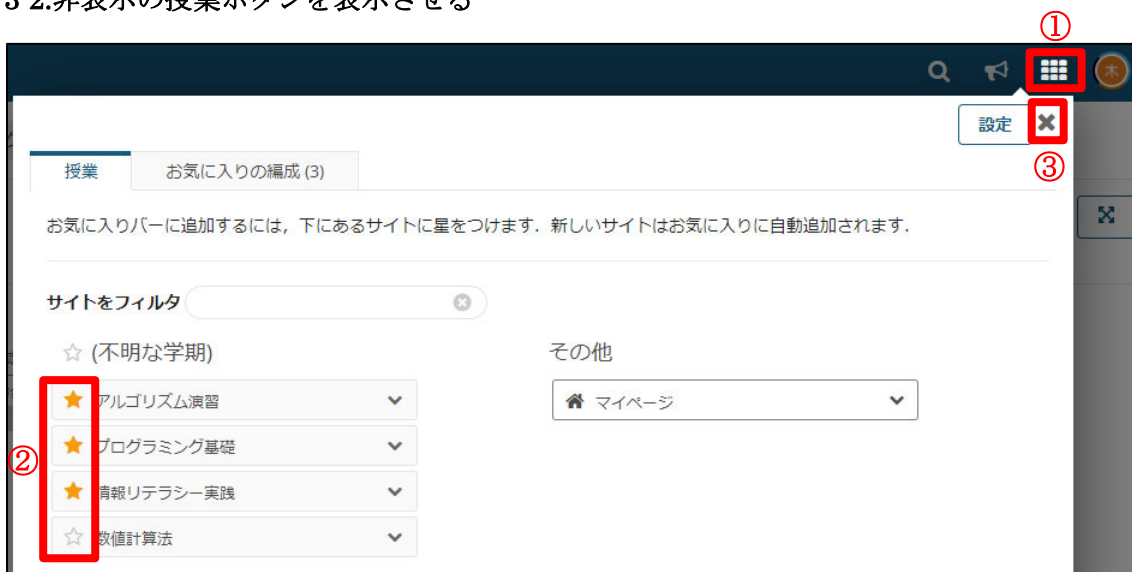 3-2.非表示の授業ボタンを表示させる
①
木
設定
③
授業
お気に入りの編成 (3)
お気に入りバーに追加するには，下にあるサイトに星をつけます．新しいサイトはお気に入りに自動追加されます．
サイトをフィルタ
(不明な学期)
アルゴリズム演習
プログラミング基礎
情報リテラシー実践
数値計算法
②
その他
マイページ